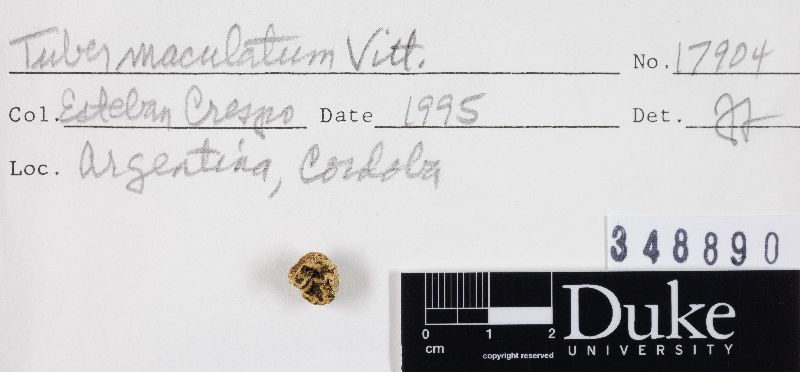 Tuber maculatum Vitt. No. 17904
Col. Esteban Crespo Date 1995 Det.
Loc. Argentina, Cordoba
348890
0 1 2
cm
copyright reserved
Duke
UNIVERSITY